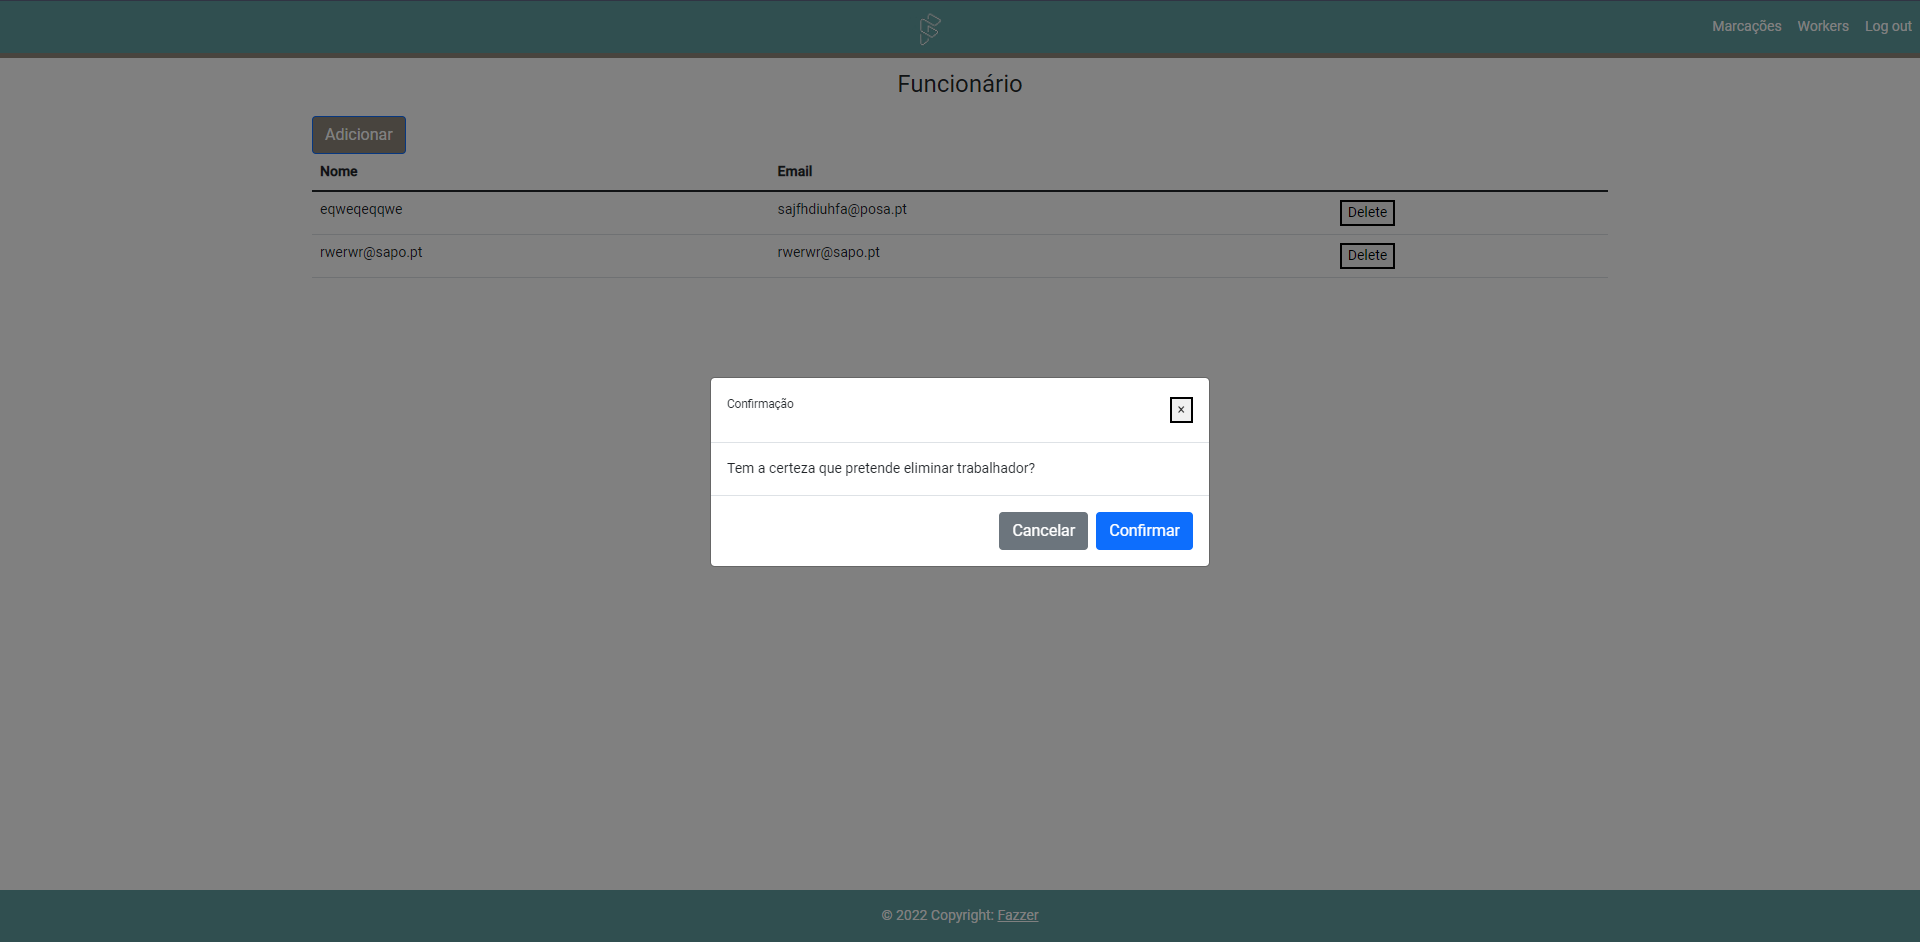 Marcações Workers Log out
Funcionário
Adicionar
Nome Email
eqweqeqqwe sajfhdiuhfa@posa.pt Delete
rwerwr@sapo.pt rwerwr@sapo.pt Delete
Confirmação ×
Tem a certeza que pretende eliminar trabalhador?
Cancelar Confirmar
© 2022 Copyright: Fazzer